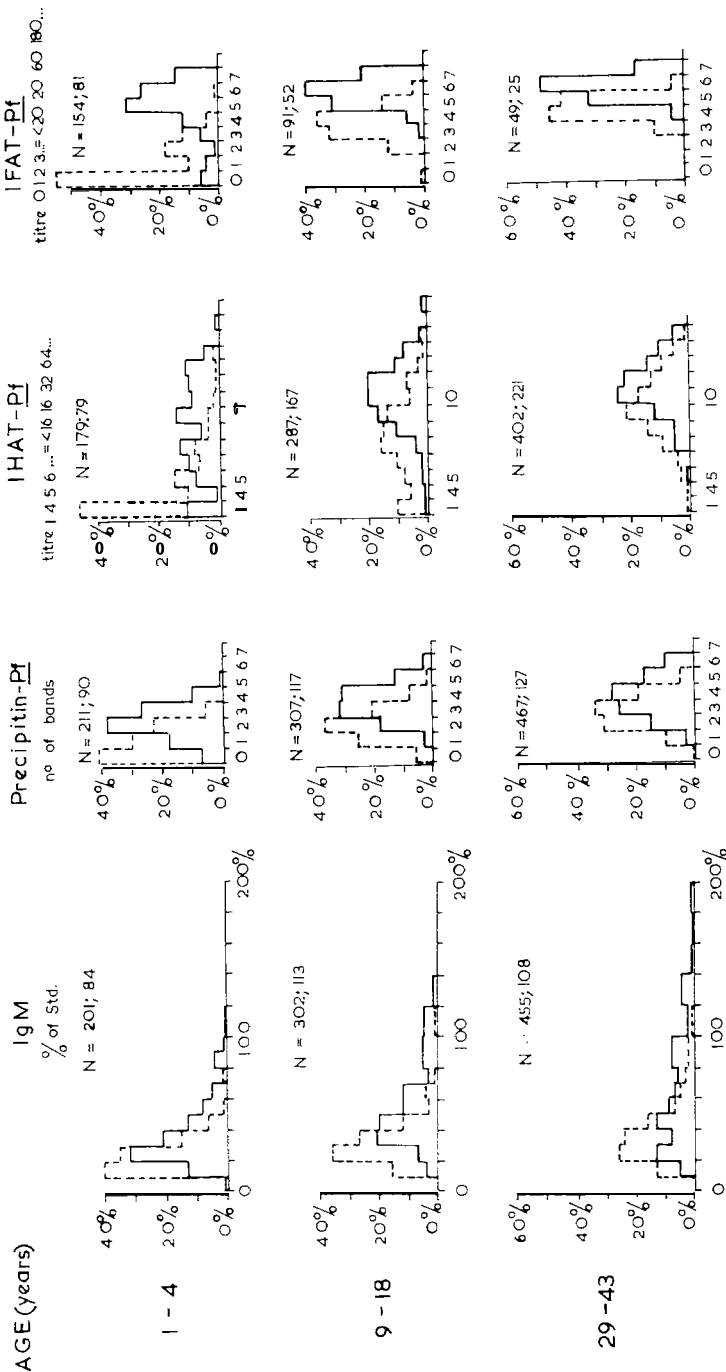 AGE (years)
IgM
% of Std.
Precipitin-Pf
nº of bands
IHAT-Pf
titre 1 4 5 6 ... = <16 16 32 64...
IFAT-Pf
titre 0 1 2 3... = <20 20 60 180...
1 - 4
40%
20%
0%
N = 201; 84
0 100 200%
40%
20%
0%
N = 211; 90
0 1 2 3 4 5 6 7
40%
20%
0%
N = 179; 79
1 4 5
40%
20%
0%
N = 154; 81
0 1 2 3 4 5 6 7
9 - 18
40%
20%
0%
N = 302; 113
0 100 200%
40%
20%
0%
N = 307; 117
0 1 2 3 4 5 6 7
40%
20%
0%
N = 287; 167
1 4 5 10
40%
20%
0%
N = 91; 52
0 1 2 3 4 5 6 7
29 - 43
60%
40%
20%
0%
N · 455; 108
0 100 200%
60%
40%
20%
0%
N = 467; 127
0 1 2 3 4 5 6 7
60%
40%
20%
0%
N = 402; 221
1 4 5 10
60%
40%
20%
0%
N = 49; 25
0 1 2 3 4 5 6 7